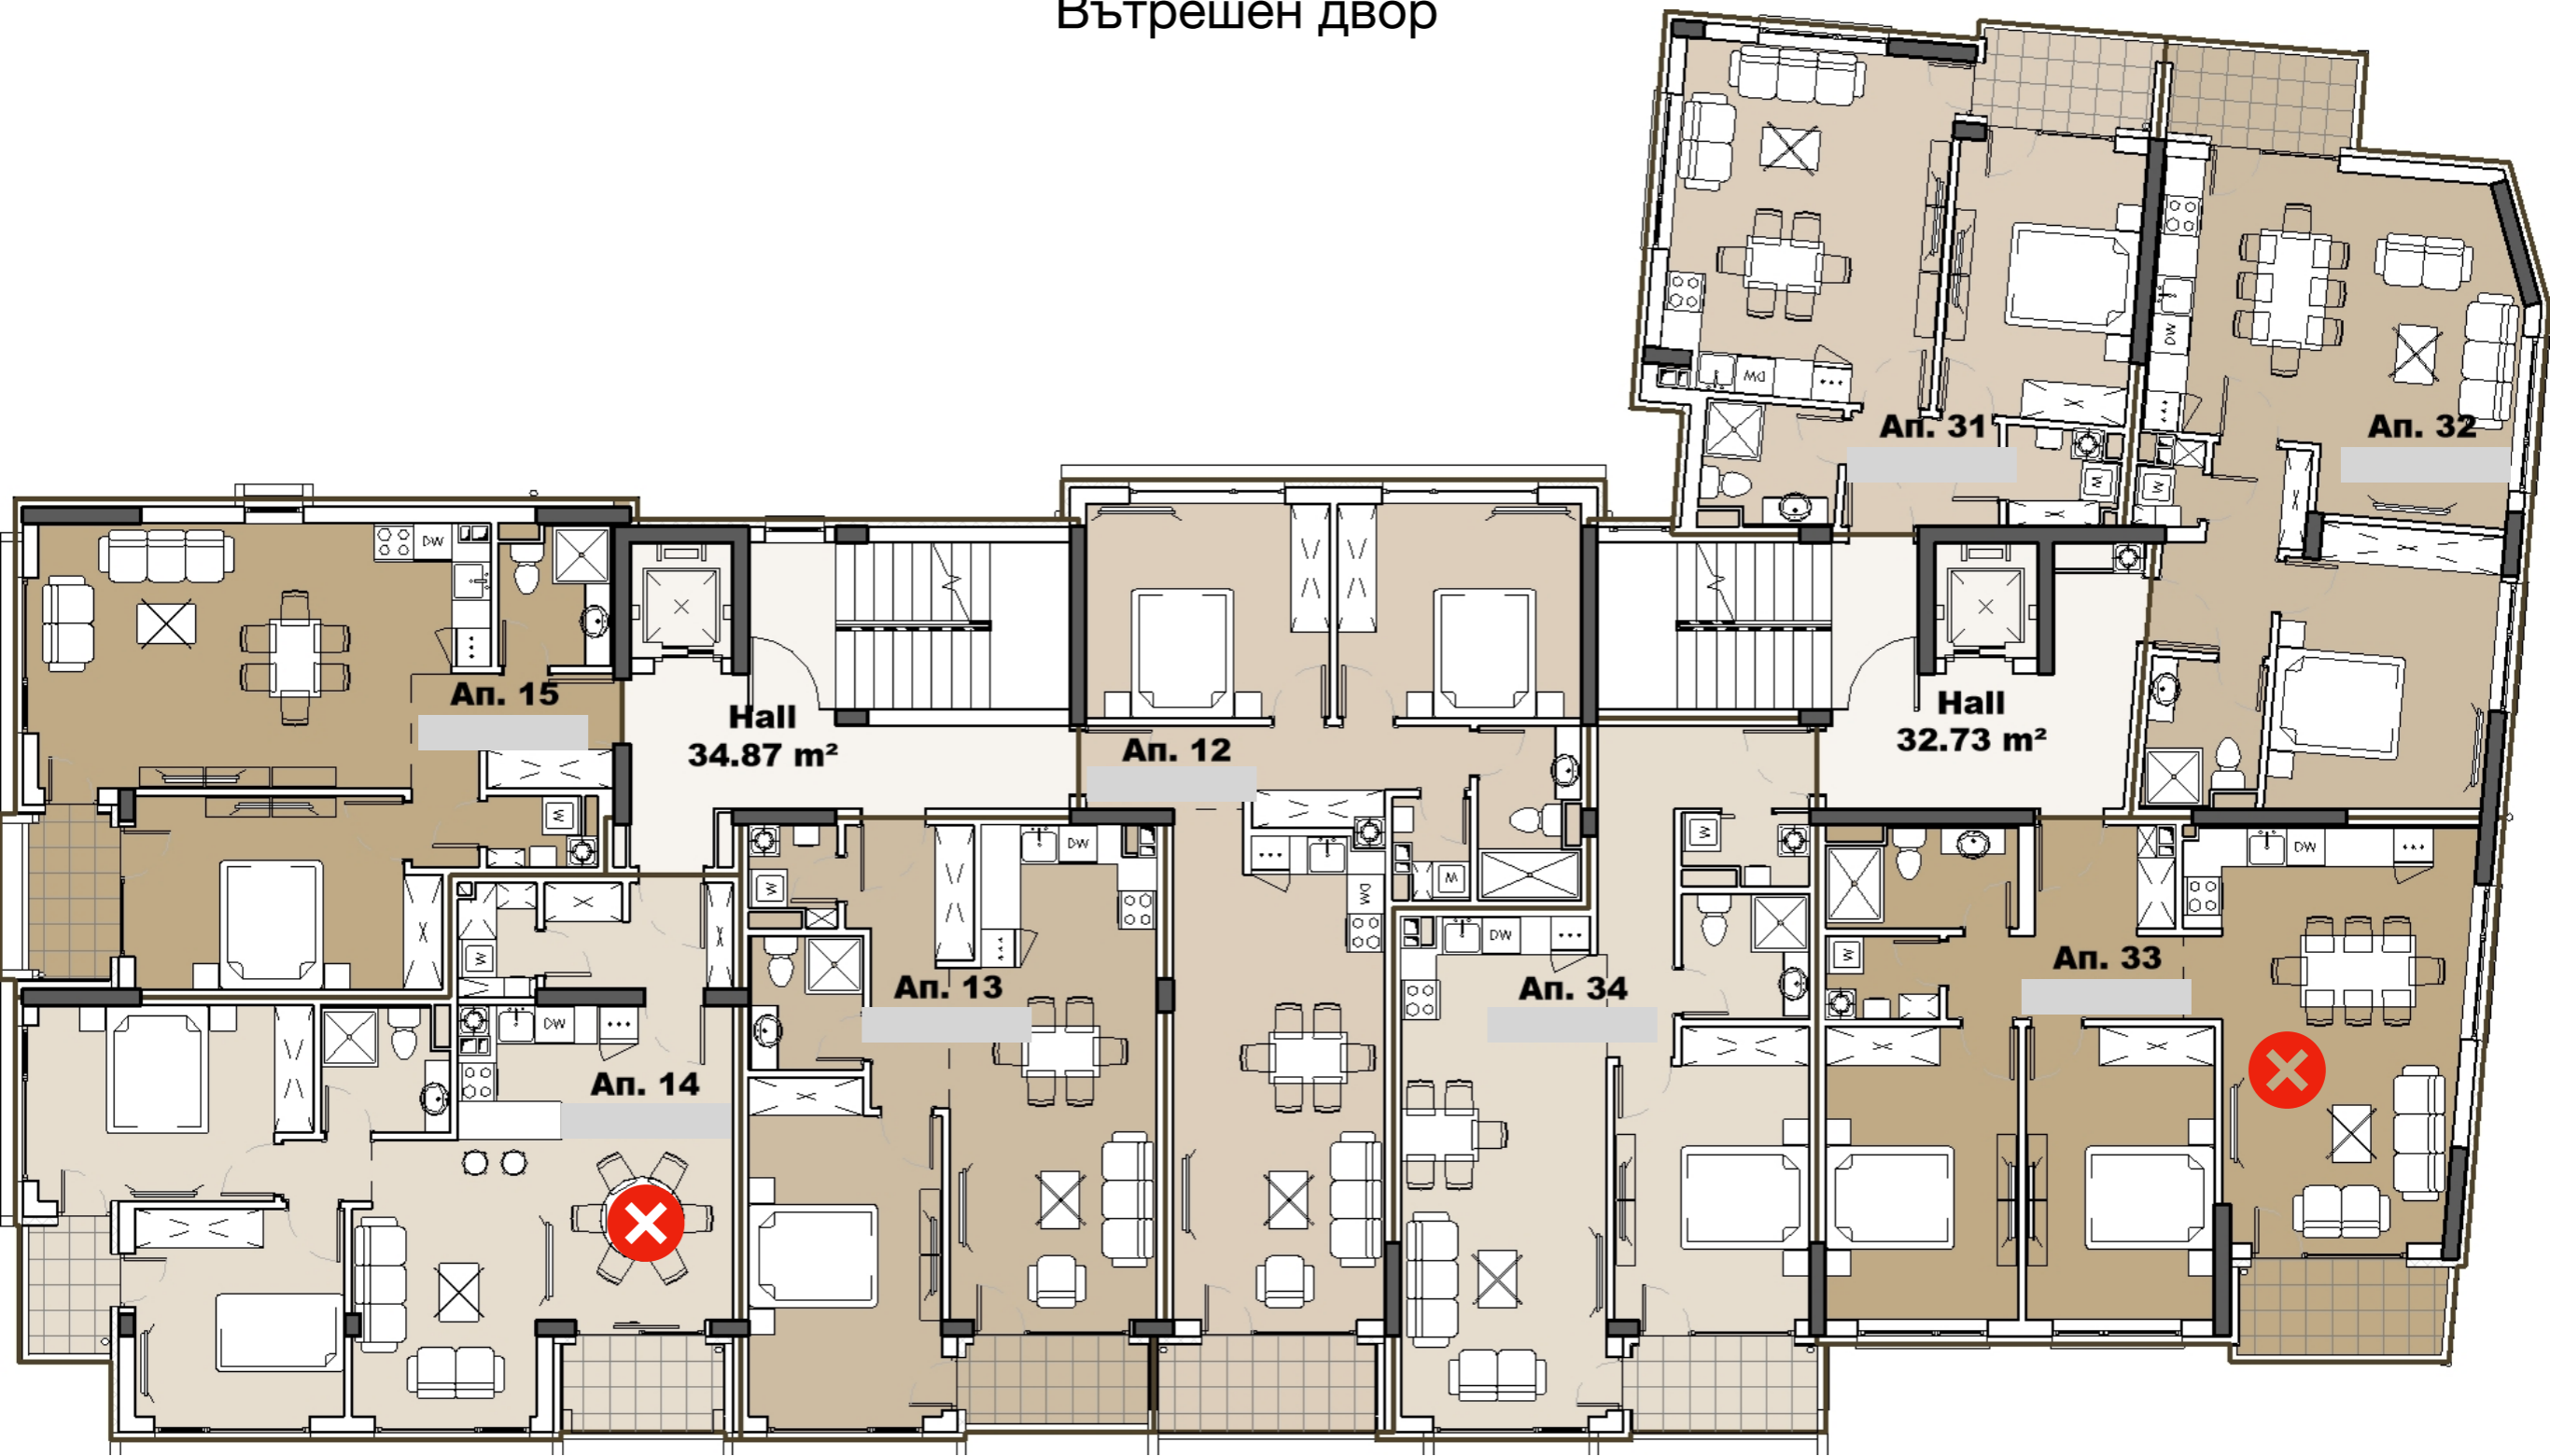 Вътрешен двор
Ап. 31
Ап. 32
DW
DW
W
W
DW
Ап. 15
Hall
34.87 m²
Ап. 12
Hall
32.73 m²
W
W
DW
DW
W
W
DW
W
DW
W
DW
W
Ап. 13
Ап. 34
Ап. 33
DW
Ап. 14